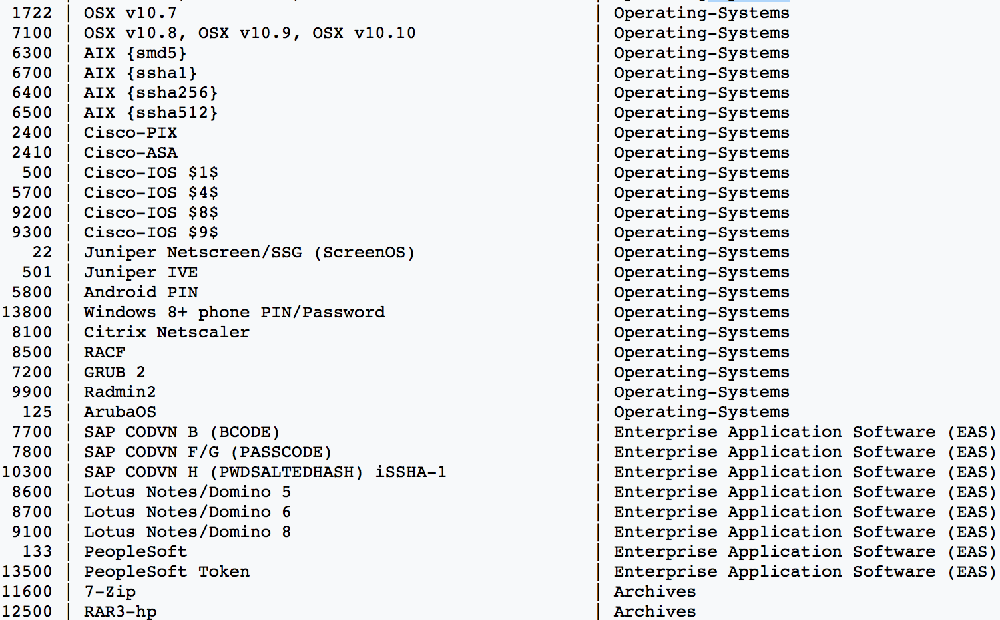 1722 | OSX v10.7 | Operating-Systems
7100 | OSX v10.8, OSX v10.9, OSX v10.10 | Operating-Systems
6300 | AIX {smd5} | Operating-Systems
6700 | AIX {ssha1} | Operating-Systems
6400 | AIX {ssha256} | Operating-Systems
6500 | AIX {ssha512} | Operating-Systems
2400 | Cisco-PIX | Operating-Systems
2410 | Cisco-ASA | Operating-Systems
500 | Cisco-IOS $1$ | Operating-Systems
5700 | Cisco-IOS $4$ | Operating-Systems
9200 | Cisco-IOS $8$ | Operating-Systems
9300 | Cisco-IOS $9$ | Operating-Systems
22 | Juniper Netscreen/SSG (ScreenOS) | Operating-Systems
501 | Juniper IVE | Operating-Systems
5800 | Android PIN | Operating-Systems
13800 | Windows 8+ phone PIN/Password | Operating-Systems
8100 | Citrix Netscaler | Operating-Systems
8500 | RACF | Operating-Systems
7200 | GRUB 2 | Operating-Systems
9900 | Radmin2 | Operating-Systems
125 | ArubaOS | Operating-Systems
7700 | SAP CODVN B (BCODE) | Enterprise Application Software (EAS)
7800 | SAP CODVN F/G (PASSCODE) | Enterprise Application Software (EAS)
10300 | SAP CODVN H (PWDSALTEDHASH) iSSHA-1 | Enterprise Application Software (EAS)
8600 | Lotus Notes/Domino 5 | Enterprise Application Software (EAS)
8700 | Lotus Notes/Domino 6 | Enterprise Application Software (EAS)
9100 | Lotus Notes/Domino 8 | Enterprise Application Software (EAS)
133 | PeopleSoft | Enterprise Application Software (EAS)
13500 | PeopleSoft Token | Enterprise Application Software (EAS)
11600 | 7-Zip | Archives
12500 | RAR3-hp | Archives